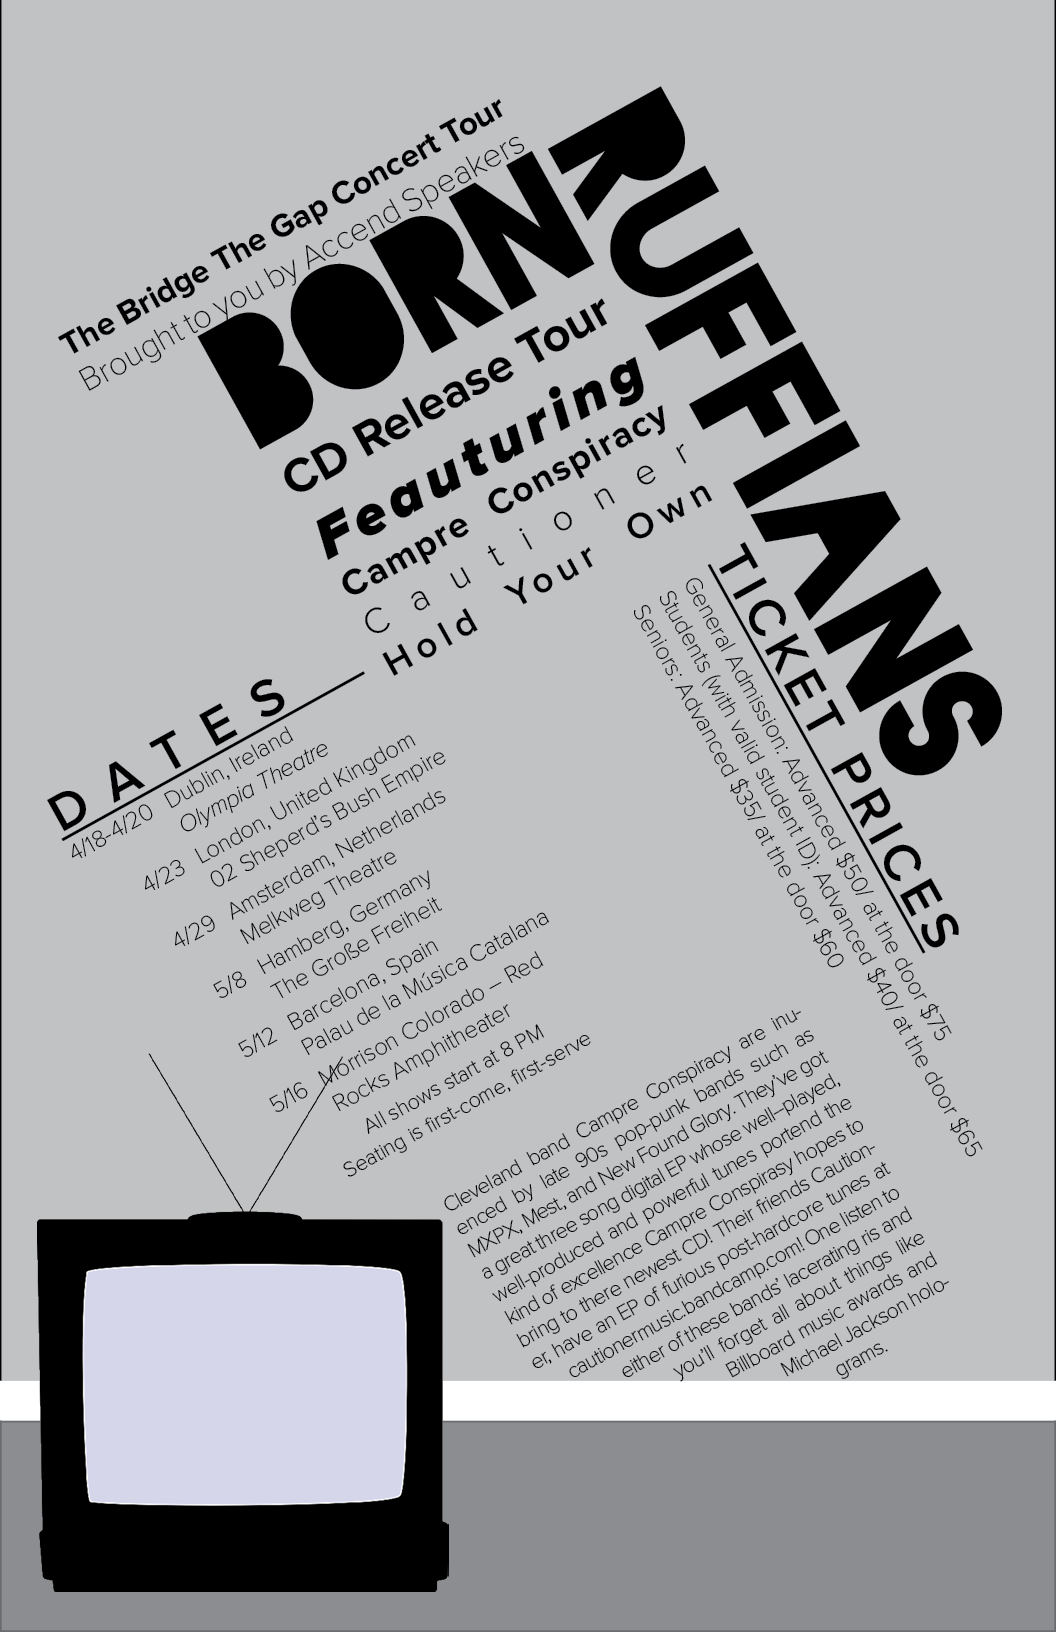 The Bridge The Gap Concert Tour
Brought to you by Accend Speakers
BORN
RUFFIANS
CD Release Tour
Feauturing
Campre Conspiracy
Cautioner
Hold Your Own
DATES
4/18-4/20 Dublin, Ireland
Olympia Theatre
4/23 London, United Kingdom
02 Sheperd's Bush Empire
4/29 Amsterdam, Netherlands
Melkweg Theatre
5/8 Hamberg, Germany
The Große Freiheit
5/12 Barcelona, Spain
Palau de la Música Catalana
5/16 Morrison Colorado – Red
Rocks Amphitheater
All shows start at 8 PM
Seating is first-come, first-serve
TICKET PRICES
General Admission: Advanced $50/ at the door $75
Students (with valid student ID): Advanced $40/ at the door $65
Seniors: Advanced $35/ at the door $60
Cleveland band Campre Conspiracy are inu-
enced by late 90s pop-punk bands such as
MXPX, Mest, and New Found Glory. They've got
a great three song digital EP whose well–played,
well-produced and powerful tunes portend the
kind of excellence Campre Conspirasy hopes to
bring to there newest CD! Their friends Caution-
er, have an EP of furious post-hardcore tunes at
cautionermusic.bandcamp.com! One listen to
either of these bands' lacerating ris and
you'll forget all about things like
Billboard music awards and
Michael Jackson holo-
grams.